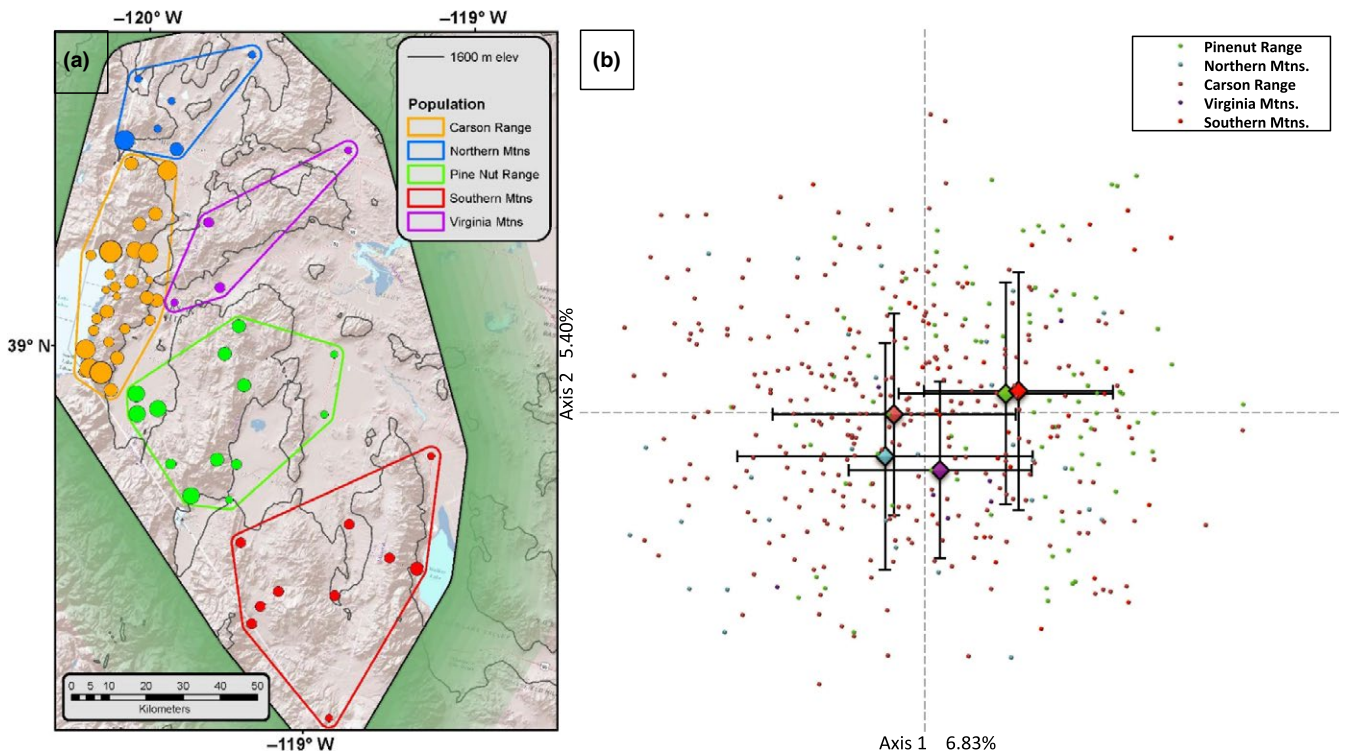 –120° W
–119° W
(a)
1600 m elev
Population
Carson Range
Northern Mtns
Pine Nut Range
Southern Mtns
Virginia Mtns
39° N
0 5 10 20 30 40 50
Kilometers
–119° W
(b)
Pinenut Range
Northern Mtns.
Carson Range
Virginia Mtns.
Southern Mtns.
Axis 2 5.40%
Axis 1 6.83%